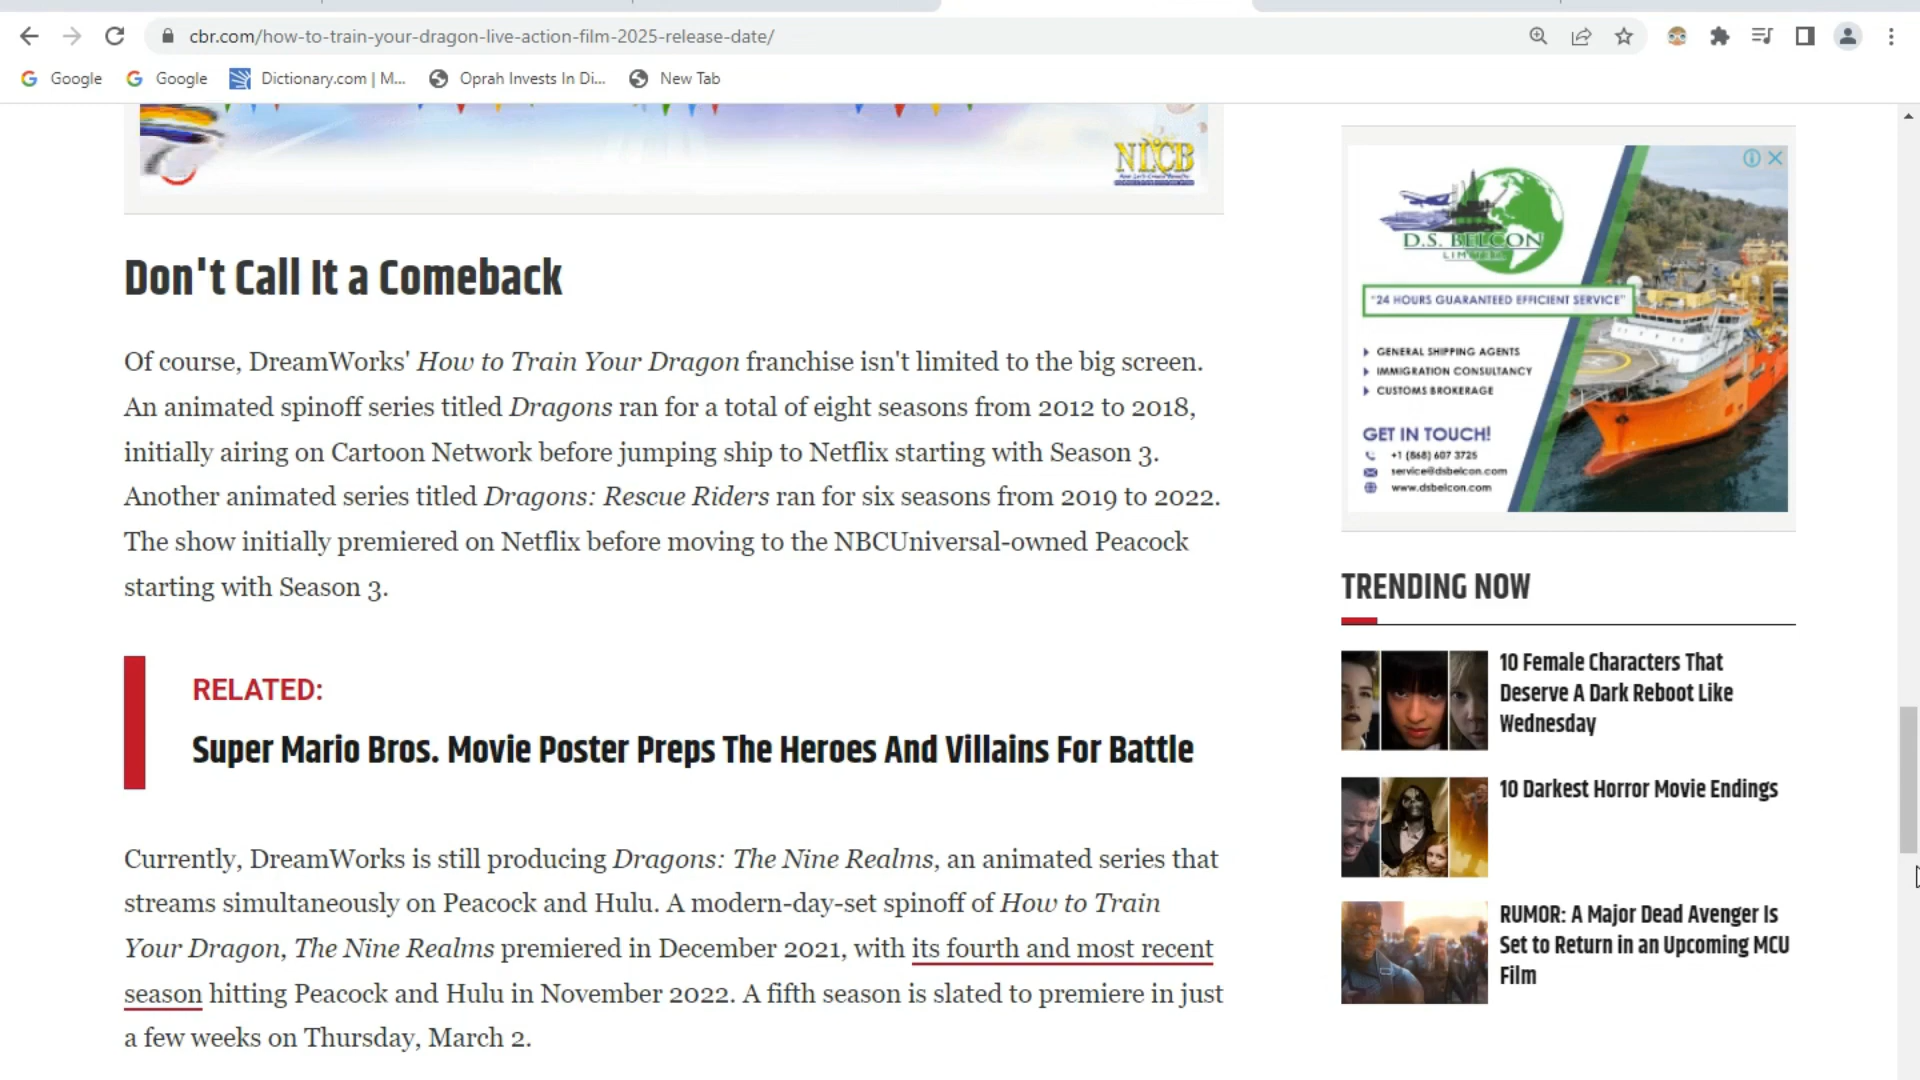 cbr.com/how-to-train-your-dragon-live-action-film-2025-release-date/
Google
Google
Dictionary.com | M...
Oprah Invests In Di...
New Tab
NLCB
Don't Call It a Comeback
Of course, DreamWorks' How to Train Your Dragon franchise isn't limited to the big screen.
An animated spinoff series titled Dragons ran for a total of eight seasons from 2012 to 2018,
initially airing on Cartoon Network before jumping ship to Netflix starting with Season 3.
Another animated series titled Dragons: Rescue Riders ran for six seasons from 2019 to 2022.
The show initially premiered on Netflix before moving to the NBCUniversal-owned Peacock
starting with Season 3.
RELATED:
Super Mario Bros. Movie Poster Preps The Heroes And Villains For Battle
Currently, DreamWorks is still producing Dragons: The Nine Realms, an animated series that
streams simultaneously on Peacock and Hulu. A modern-day-set spinoff of How to Train
Your Dragon, The Nine Realms premiered in December 2021, with its fourth and most recent
season hitting Peacock and Hulu in November 2022. A fifth season is slated to premiere in just
a few weeks on Thursday, March 2.
D.S. BELCON
LIMITED
"24 HOURS GUARANTEED EFFICIENT SERVICE"
GENERAL SHIPPING AGENTS
IMMIGRATION CONSULTANCY
CUSTOMS BROKERAGE
GET IN TOUCH!
+1 (868) 607 3725
service@dsbelcon.com
www.dsbelcon.com
TRENDING NOW
10 Female Characters That
Deserve A Dark Reboot Like
Wednesday
10 Darkest Horror Movie Endings
RUMOR: A Major Dead Avenger Is
Set to Return in an Upcoming MCU
Film